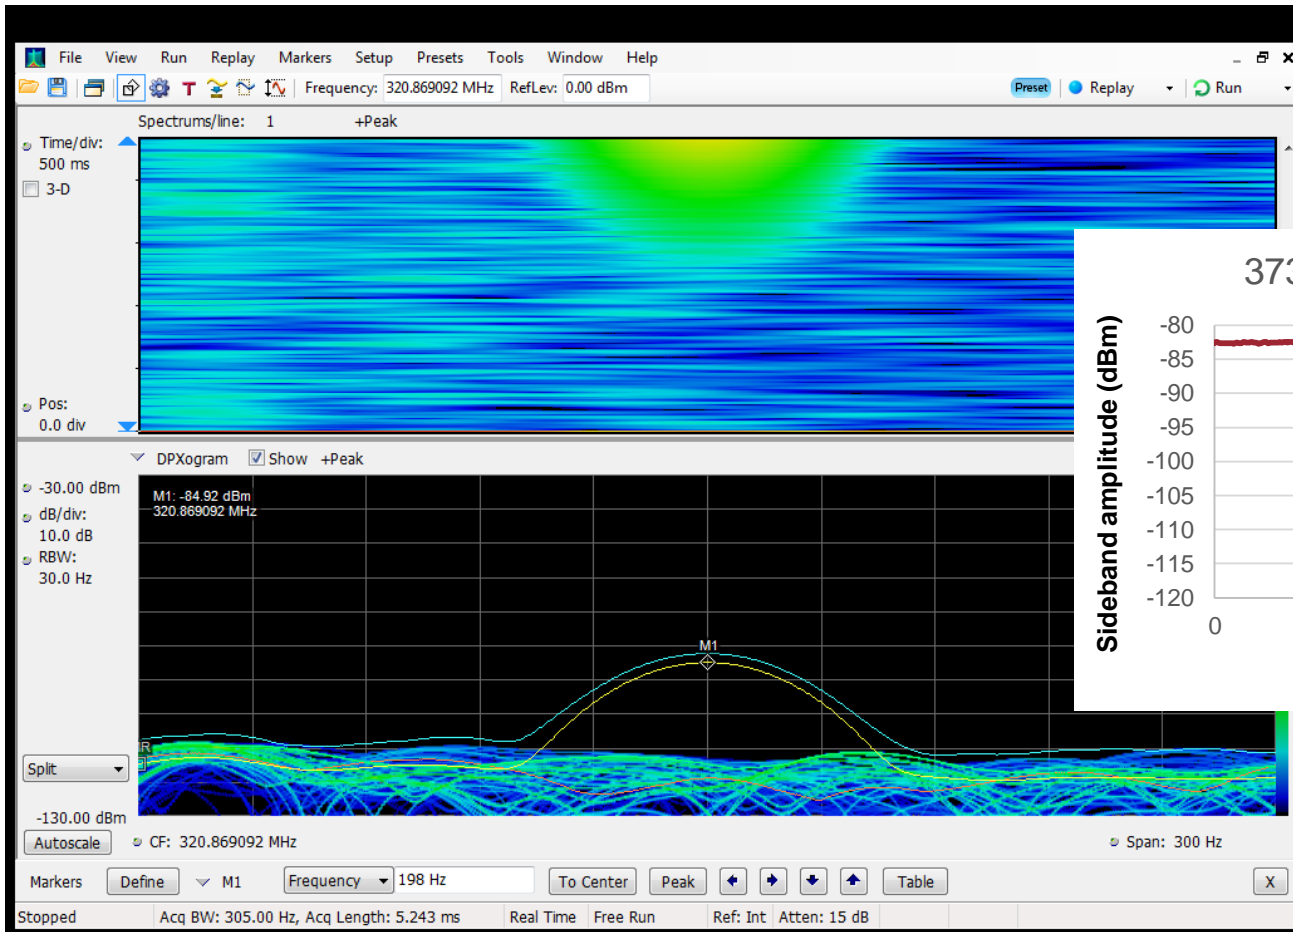 File View Run Replay Markers Setup Presets Tools Window Help
T Frequency: 320.869092 MHz RefLev: 0.00 dBm Preset Replay Run
Spectrums/line: 1 +Peak
Time/div:
500 ms
3-D
Pos:
0.0 div
373
Sideband amplitude (dBm)
-80
-85
-90
-95
-100
-105
-110
-115
-120
0
DPXogram Show +Peak
-30.00 dBm
dB/div:
10.0 dB
RBW:
30.0 Hz
M1: -84.92 dBm
320.869092 MHz
M1
R
Split
-130.00 dBm
Autoscale CF: 320.869092 MHz Span: 300 Hz
Markers Define M1 Frequency 198 Hz To Center Peak Table X
Stopped Acq BW: 305.00 Hz, Acq Length: 5.243 ms Real Time Free Run Ref: Int Atten: 15 dB